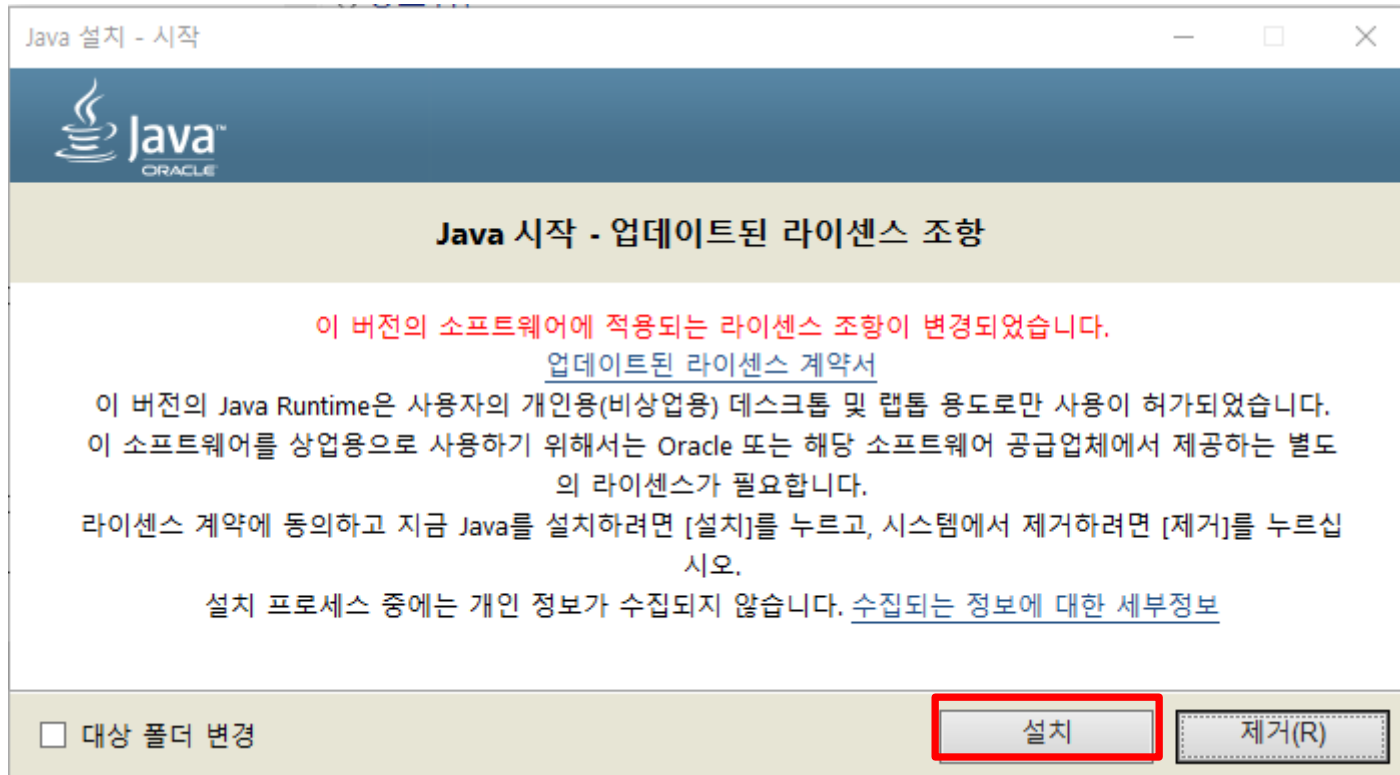 Java 설치 - 시작
Java™
ORACLE
Java 시작 - 업데이트된 라이센스 조항
이 버전의 소프트웨어에 적용되는 라이센스 조항이 변경되었습니다.
업데이트된 라이센스 계약서
이 버전의 Java Runtime은 사용자의 개인용(비상업용) 데스크톱 및 랩톱 용도로만 사용이 허가되었습니다.
이 소프트웨어를 상업용으로 사용하기 위해서는 Oracle 또는 해당 소프트웨어 공급업체에서 제공하는 별도
의 라이센스가 필요합니다.
라이센스 계약에 동의하고 지금 Java를 설치하려면 [설치]를 누르고, 시스템에서 제거하려면 [제거]를 누르십
시오.
설치 프로세스 중에는 개인 정보가 수집되지 않습니다. 수집되는 정보에 대한 세부정보
대상 폴더 변경
설치
제거(R)